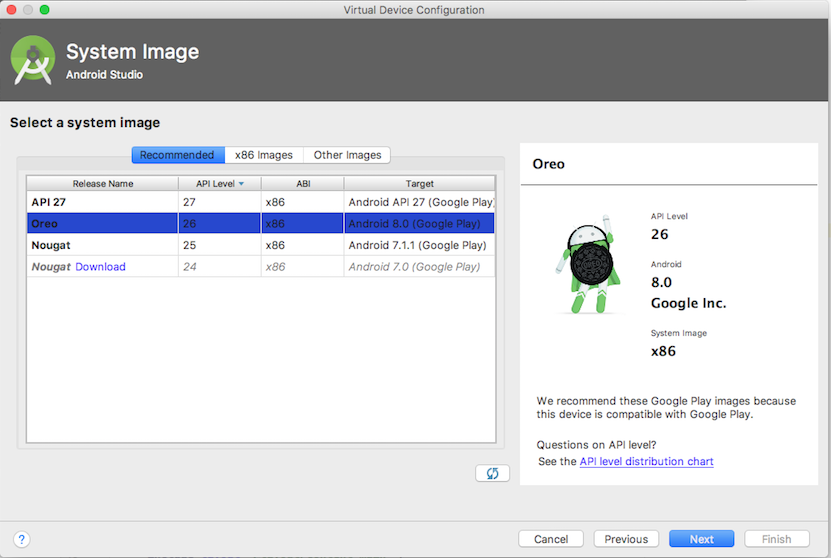 Virtual Device Configuration
System Image
Android Studio
Select a system image
Recommended x86 Images Other Images
Release Name API Level ABI Target
API 27 27 x86 Android API 27 (Google Play)
Oreo 26 x86 Android 8.0 (Google Play)
Nougat 25 x86 Android 7.1.1 (Google Play)
Nougat Download 24 x86 Android 7.0 (Google Play)
Oreo
API Level
26
Android
8.0
Google Inc.
System Image
x86
We recommend these Google Play images because
this device is compatible with Google Play.
Questions on API level?
See the API level distribution chart
? Cancel Previous Next Finish